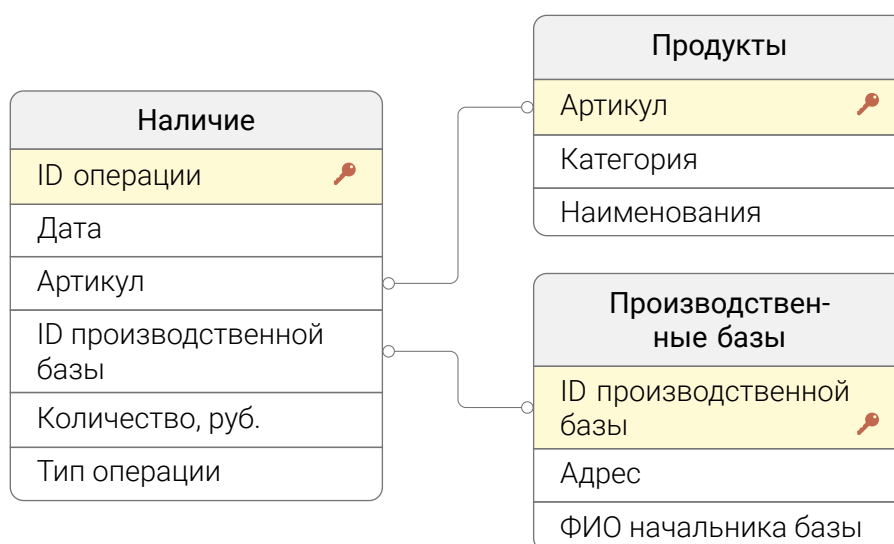 Наличие
ID операции
Дата
Артикул
ID производственной
базы
Количество, руб.
Тип операции
Продукты
Артикул
Категория
Наименования
Производствен-
ные базы
ID производственной
базы
Адрес
ФИО начальника базы